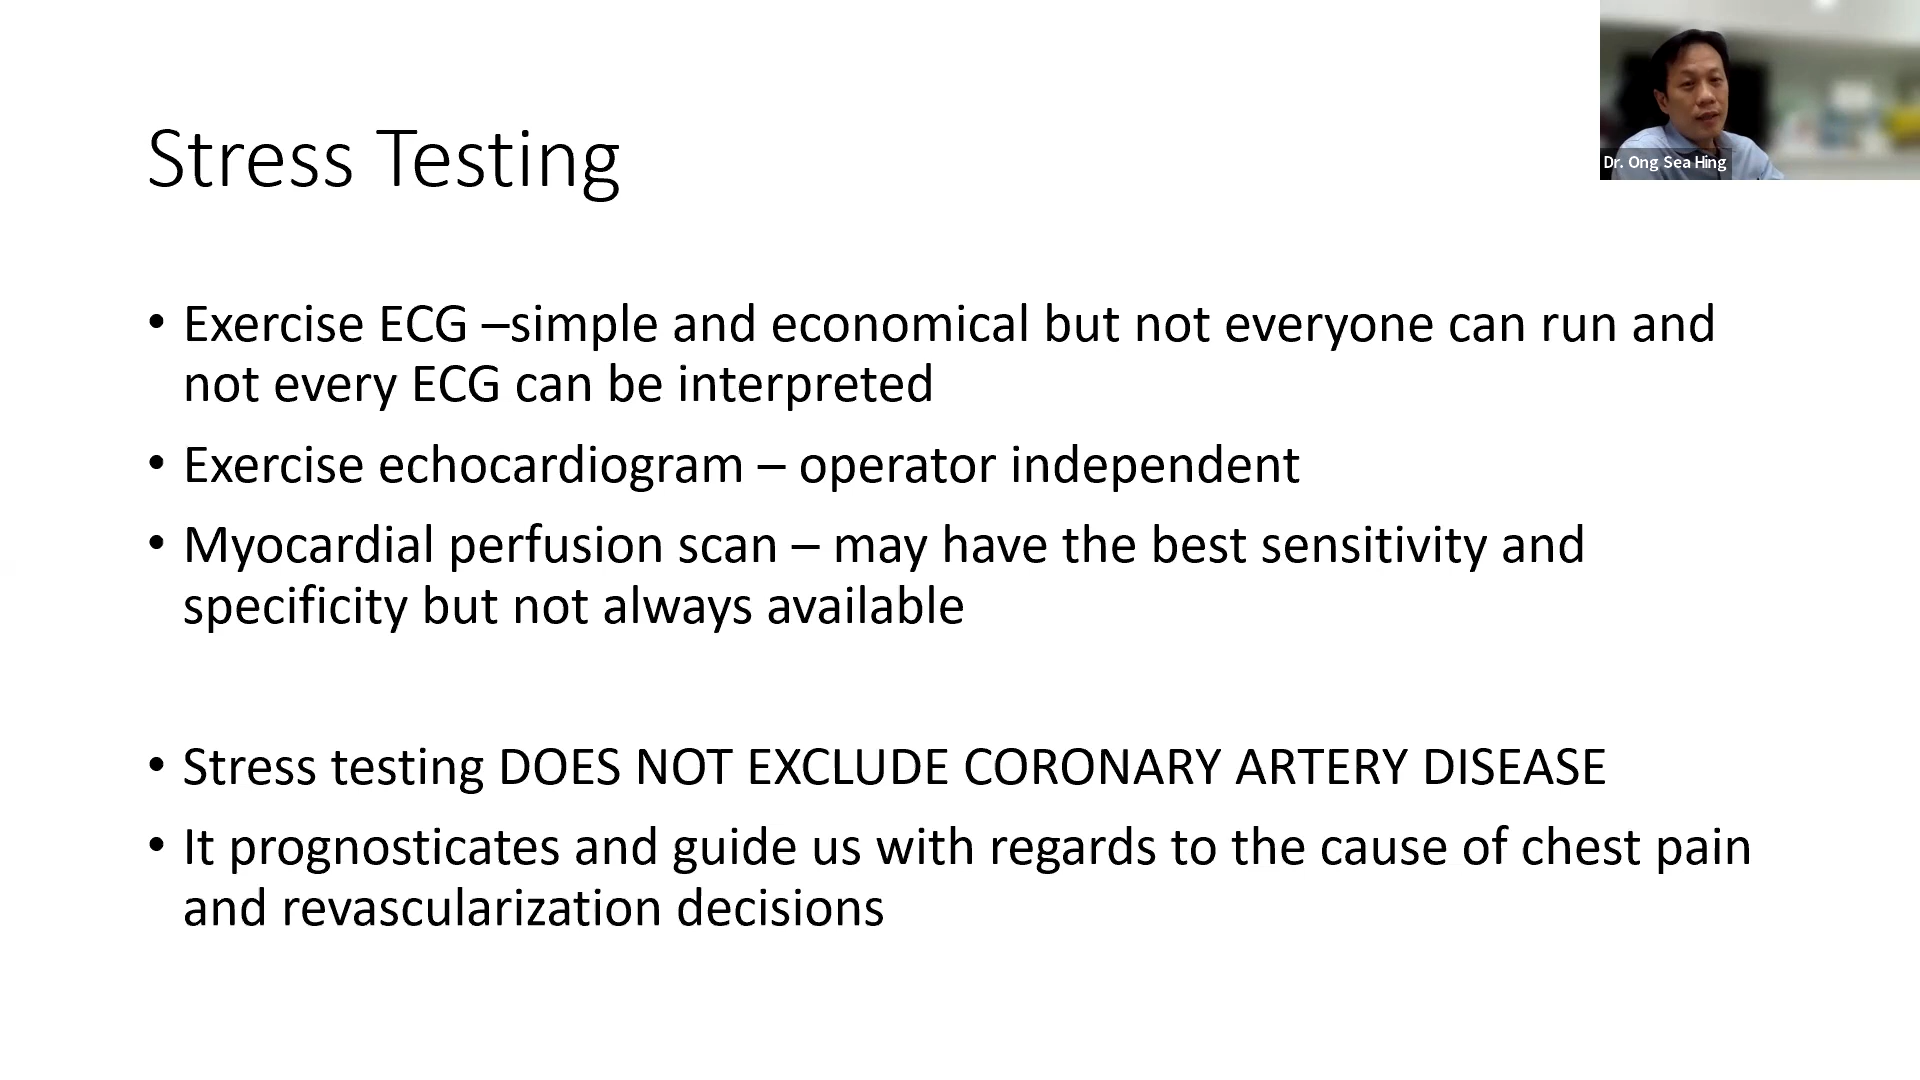 Dr. Ong Sea Hing
Stress Testing
• Exercise ECG –simple and economical but not everyone can run and
not every ECG can be interpreted
• Exercise echocardiogram – operator independent
• Myocardial perfusion scan – may have the best sensitivity and
specificity but not always available
• Stress testing DOES NOT EXCLUDE CORONARY ARTERY DISEASE
• It prognosticates and guide us with regards to the cause of chest pain
and revascularization decisions